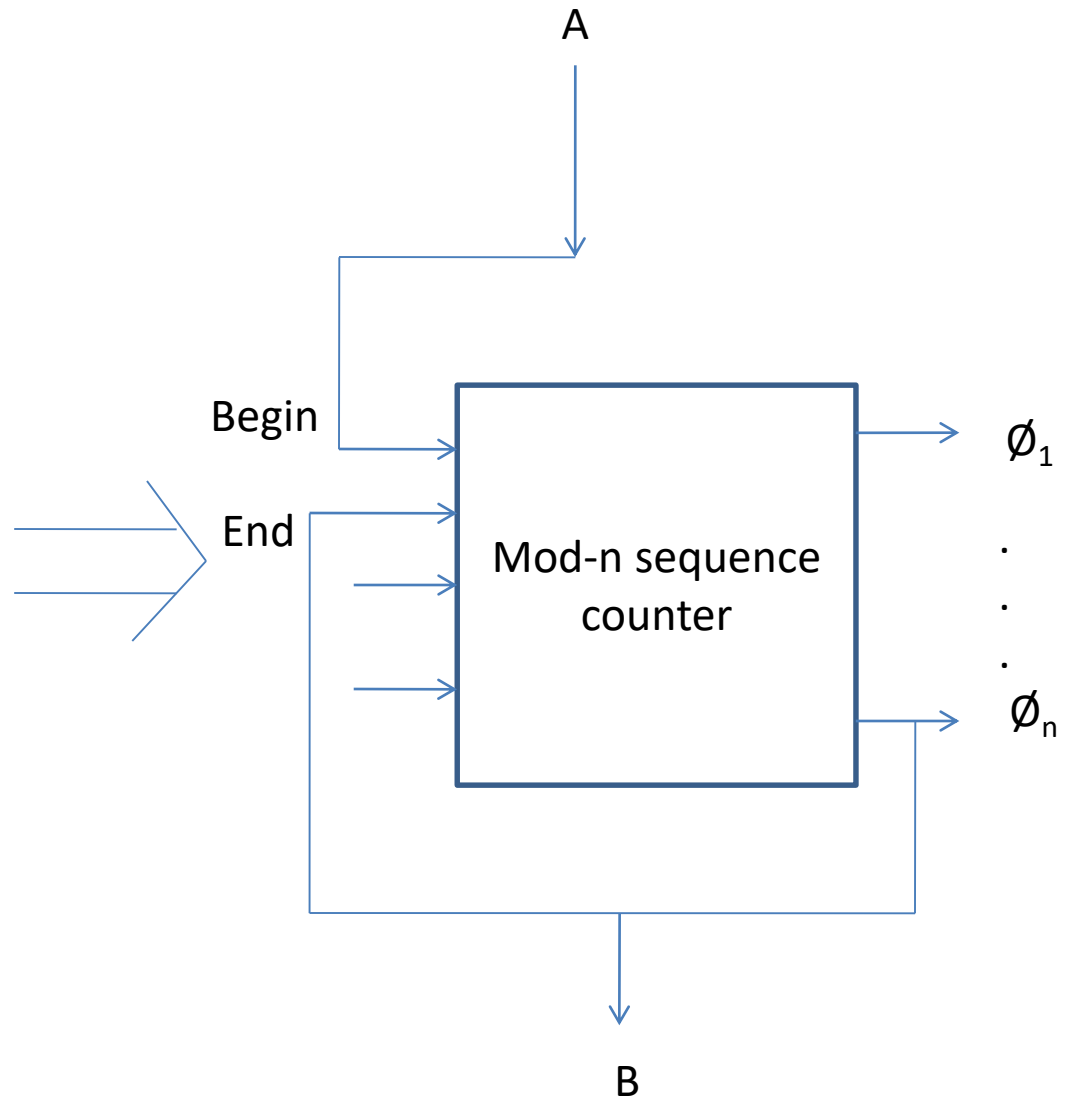 A
Begin
End
Mod-n sequence
counter
Ø1
.
.
.
Øn
B